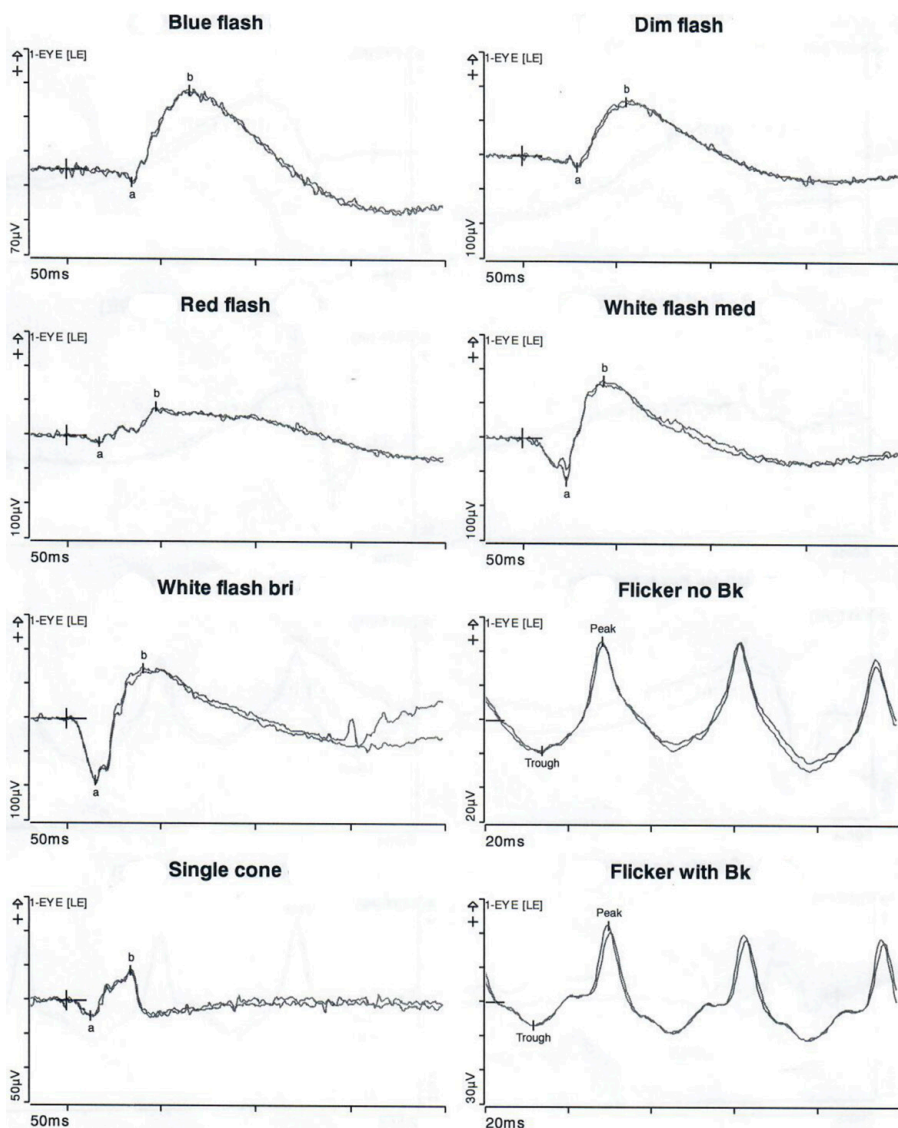 Blue flash
1-EYE [LE]
b
a
70µV
50ms
Dim flash
1-EYE [LE]
b
a
100µV
50ms
Red flash
1-EYE [LE]
b
a
100µV
50ms
White flash med
1-EYE [LE]
b
a
100µV
50ms
White flash bri
1-EYE [LE]
b
a
100µV
50ms
Flicker no Bk
1-EYE [LE]
Peak
Trough
20µV
20ms
Single cone
1-EYE [LE]
b
a
50µV
50ms
Flicker with Bk
1-EYE [LE]
Peak
Trough
30µV
20ms